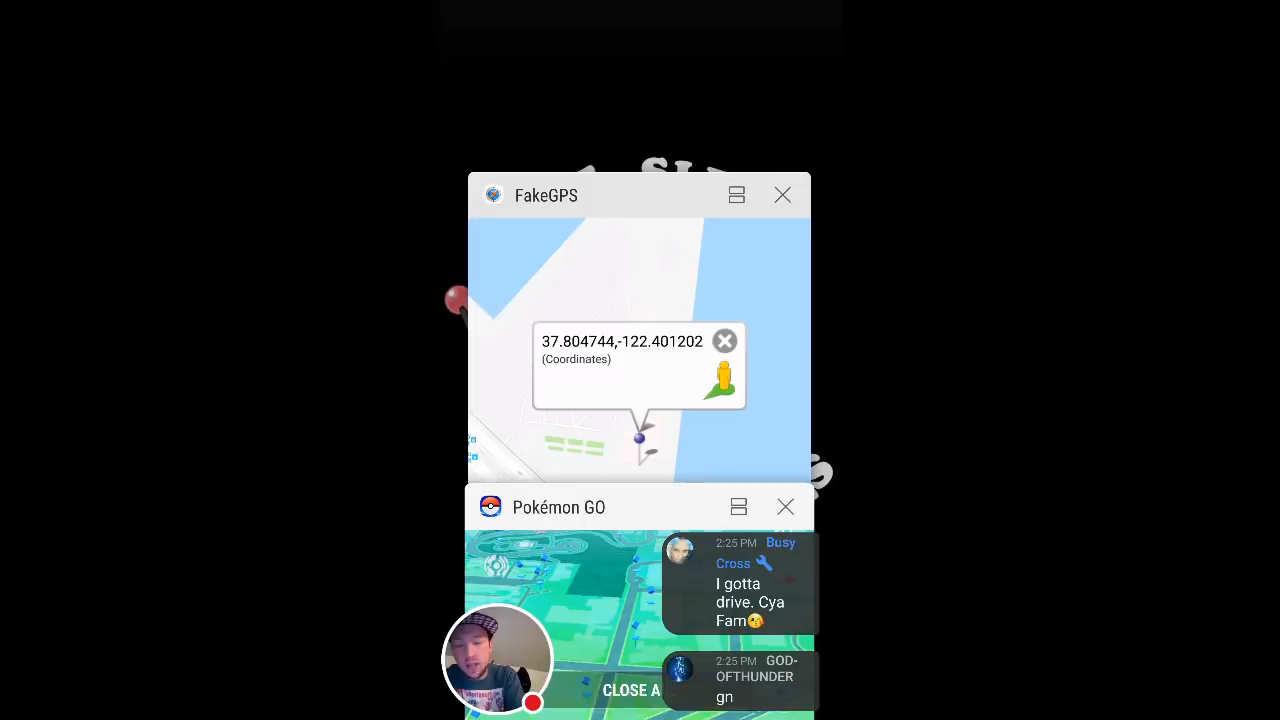 FakeGPS
37.804744,-122.401202
(Coordinates)
Pokémon GO
2:25 PM Busy
Cross
I gotta
drive. Cya
Fam😘
2:25 PM GOD-
OFTHUNDER
gn
CLOSE A